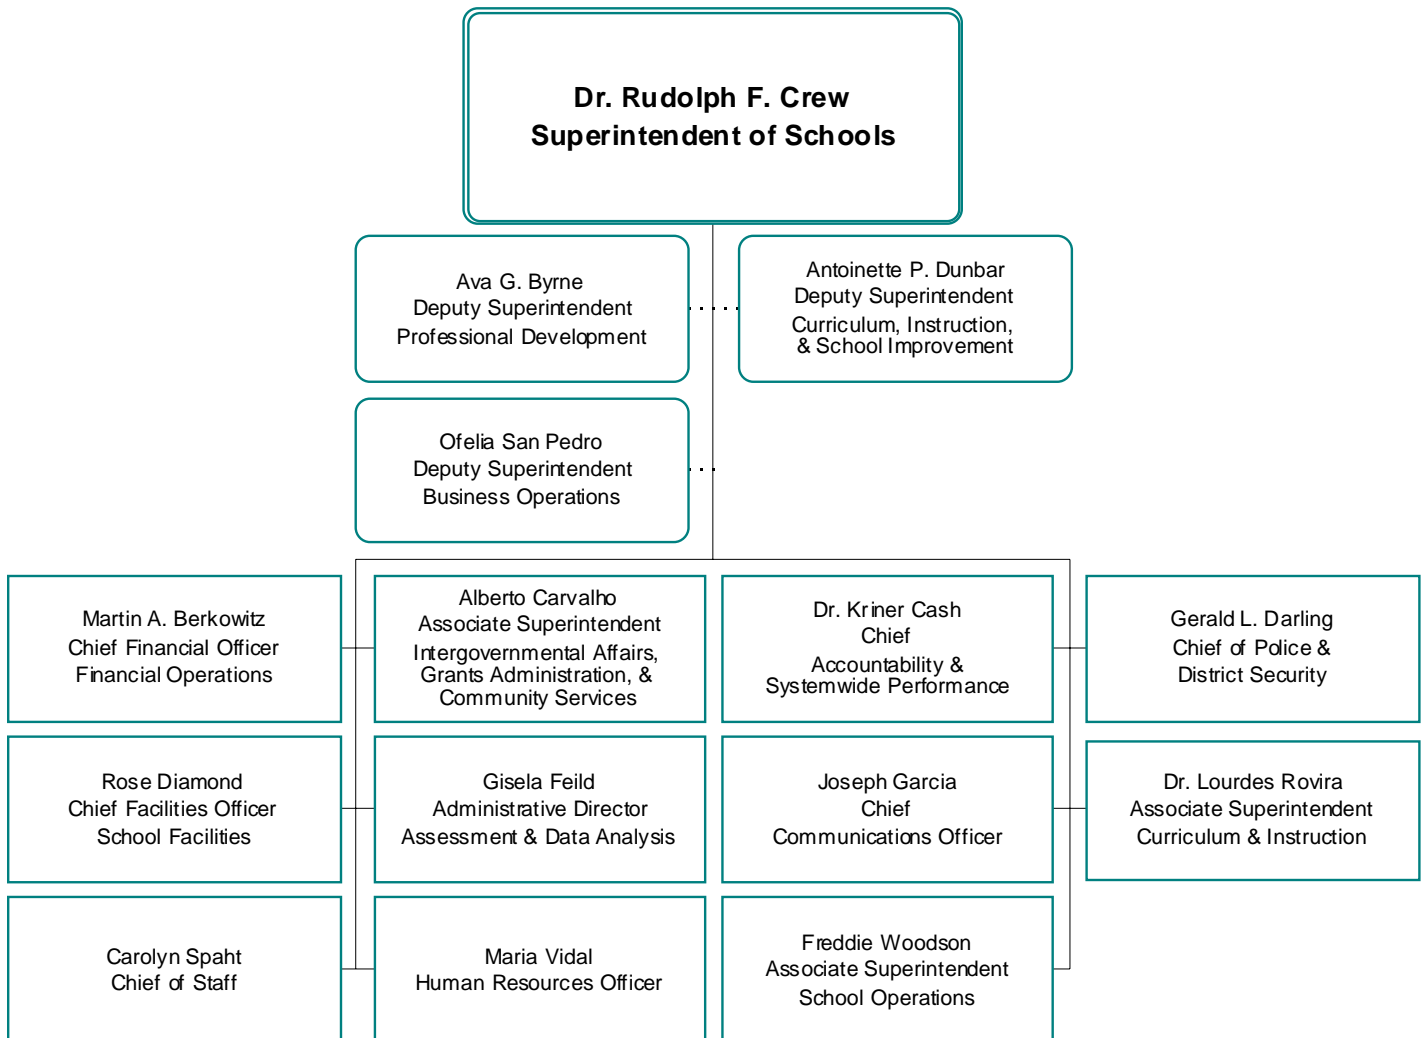 Dr. Rudolph F. Crew
Superintendent of Schools
Ava G. Byrne
Deputy Superintendent
Professional Development
Antoinette P. Dunbar
Deputy Superintendent
Curriculum, Instruction,
& School Improvement
Ofelia San Pedro
Deputy Superintendent
Business Operations
Martin A. Berkowitz
Chief Financial Officer
Financial Operations
Alberto Carvalho
Associate Superintendent
Intergovernmental Affairs,
Grants Administration, &
Community Services
Dr. Kriner Cash
Chief
Accountability &
Systemwide Performance
Gerald L. Darling
Chief of Police &
District Security
Rose Diamond
Chief Facilities Officer
School Facilities
Gisela Feild
Administrative Director
Assessment & Data Analysis
Joseph Garcia
Chief
Communications Officer
Dr. Lourdes Rovira
Associate Superintendent
Curriculum & Instruction
Carolyn Spaht
Chief of Staff
Maria Vidal
Human Resources Officer
Freddie Woodson
Associate Superintendent
School Operations